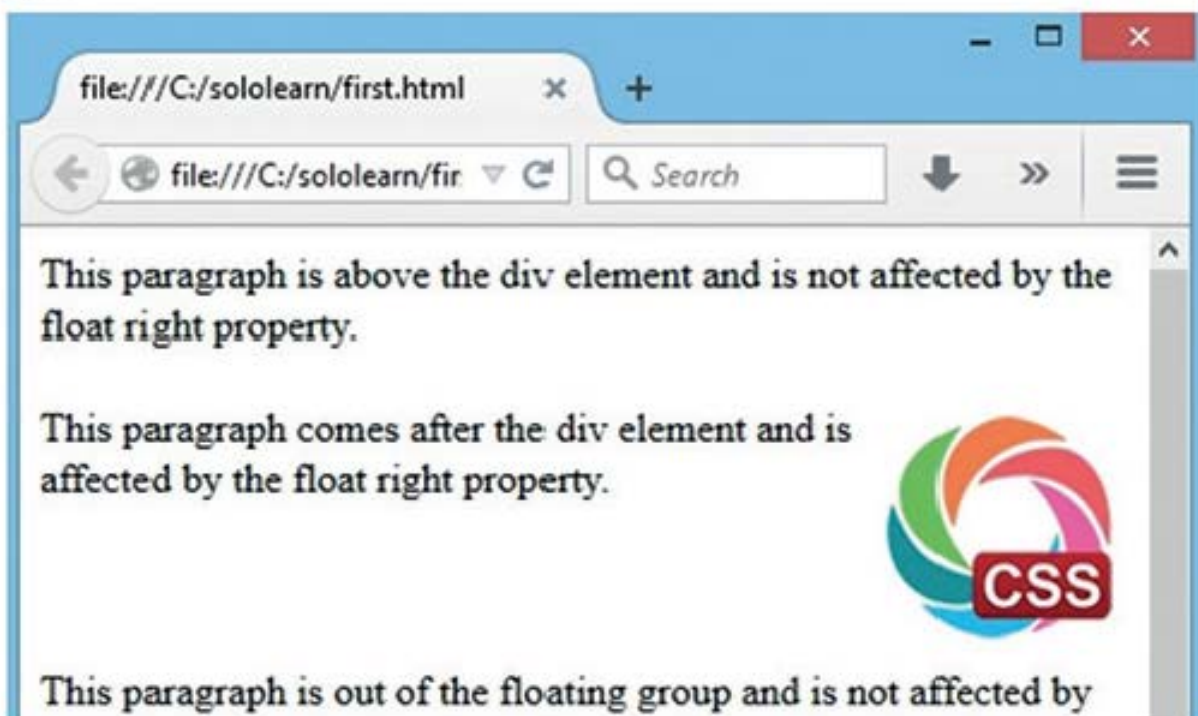 file:///C:/sololearn/first.html
file:///C:/sololearn/fir
Search
This paragraph is above the div element and is not affected by the
float right property.
This paragraph comes after the div element and is
affected by the float right property.
CSS
This paragraph is out of the floating group and is not affected by